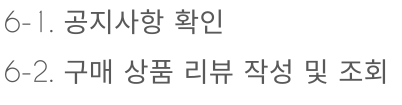 6-1. 공지사항 확인
6-2. 구매 상품 리뷰 작성 및 조회